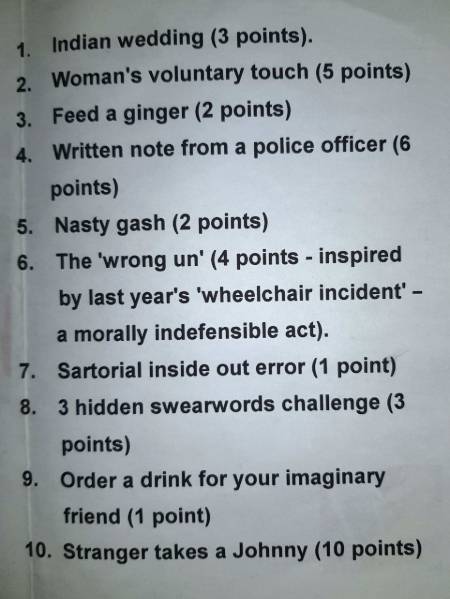 1. Indian wedding (3 points).
2. Woman's voluntary touch (5 points)
3. Feed a ginger (2 points)
4. Written note from a police officer (6
points)
5. Nasty gash (2 points)
6. The 'wrong un' (4 points - inspired
by last year's 'wheelchair incident' –
a morally indefensible act).
7. Sartorial inside out error (1 point)
8. 3 hidden swearwords challenge (3
points)
9. Order a drink for your imaginary
friend (1 point)
10. Stranger takes a Johnny (10 points)